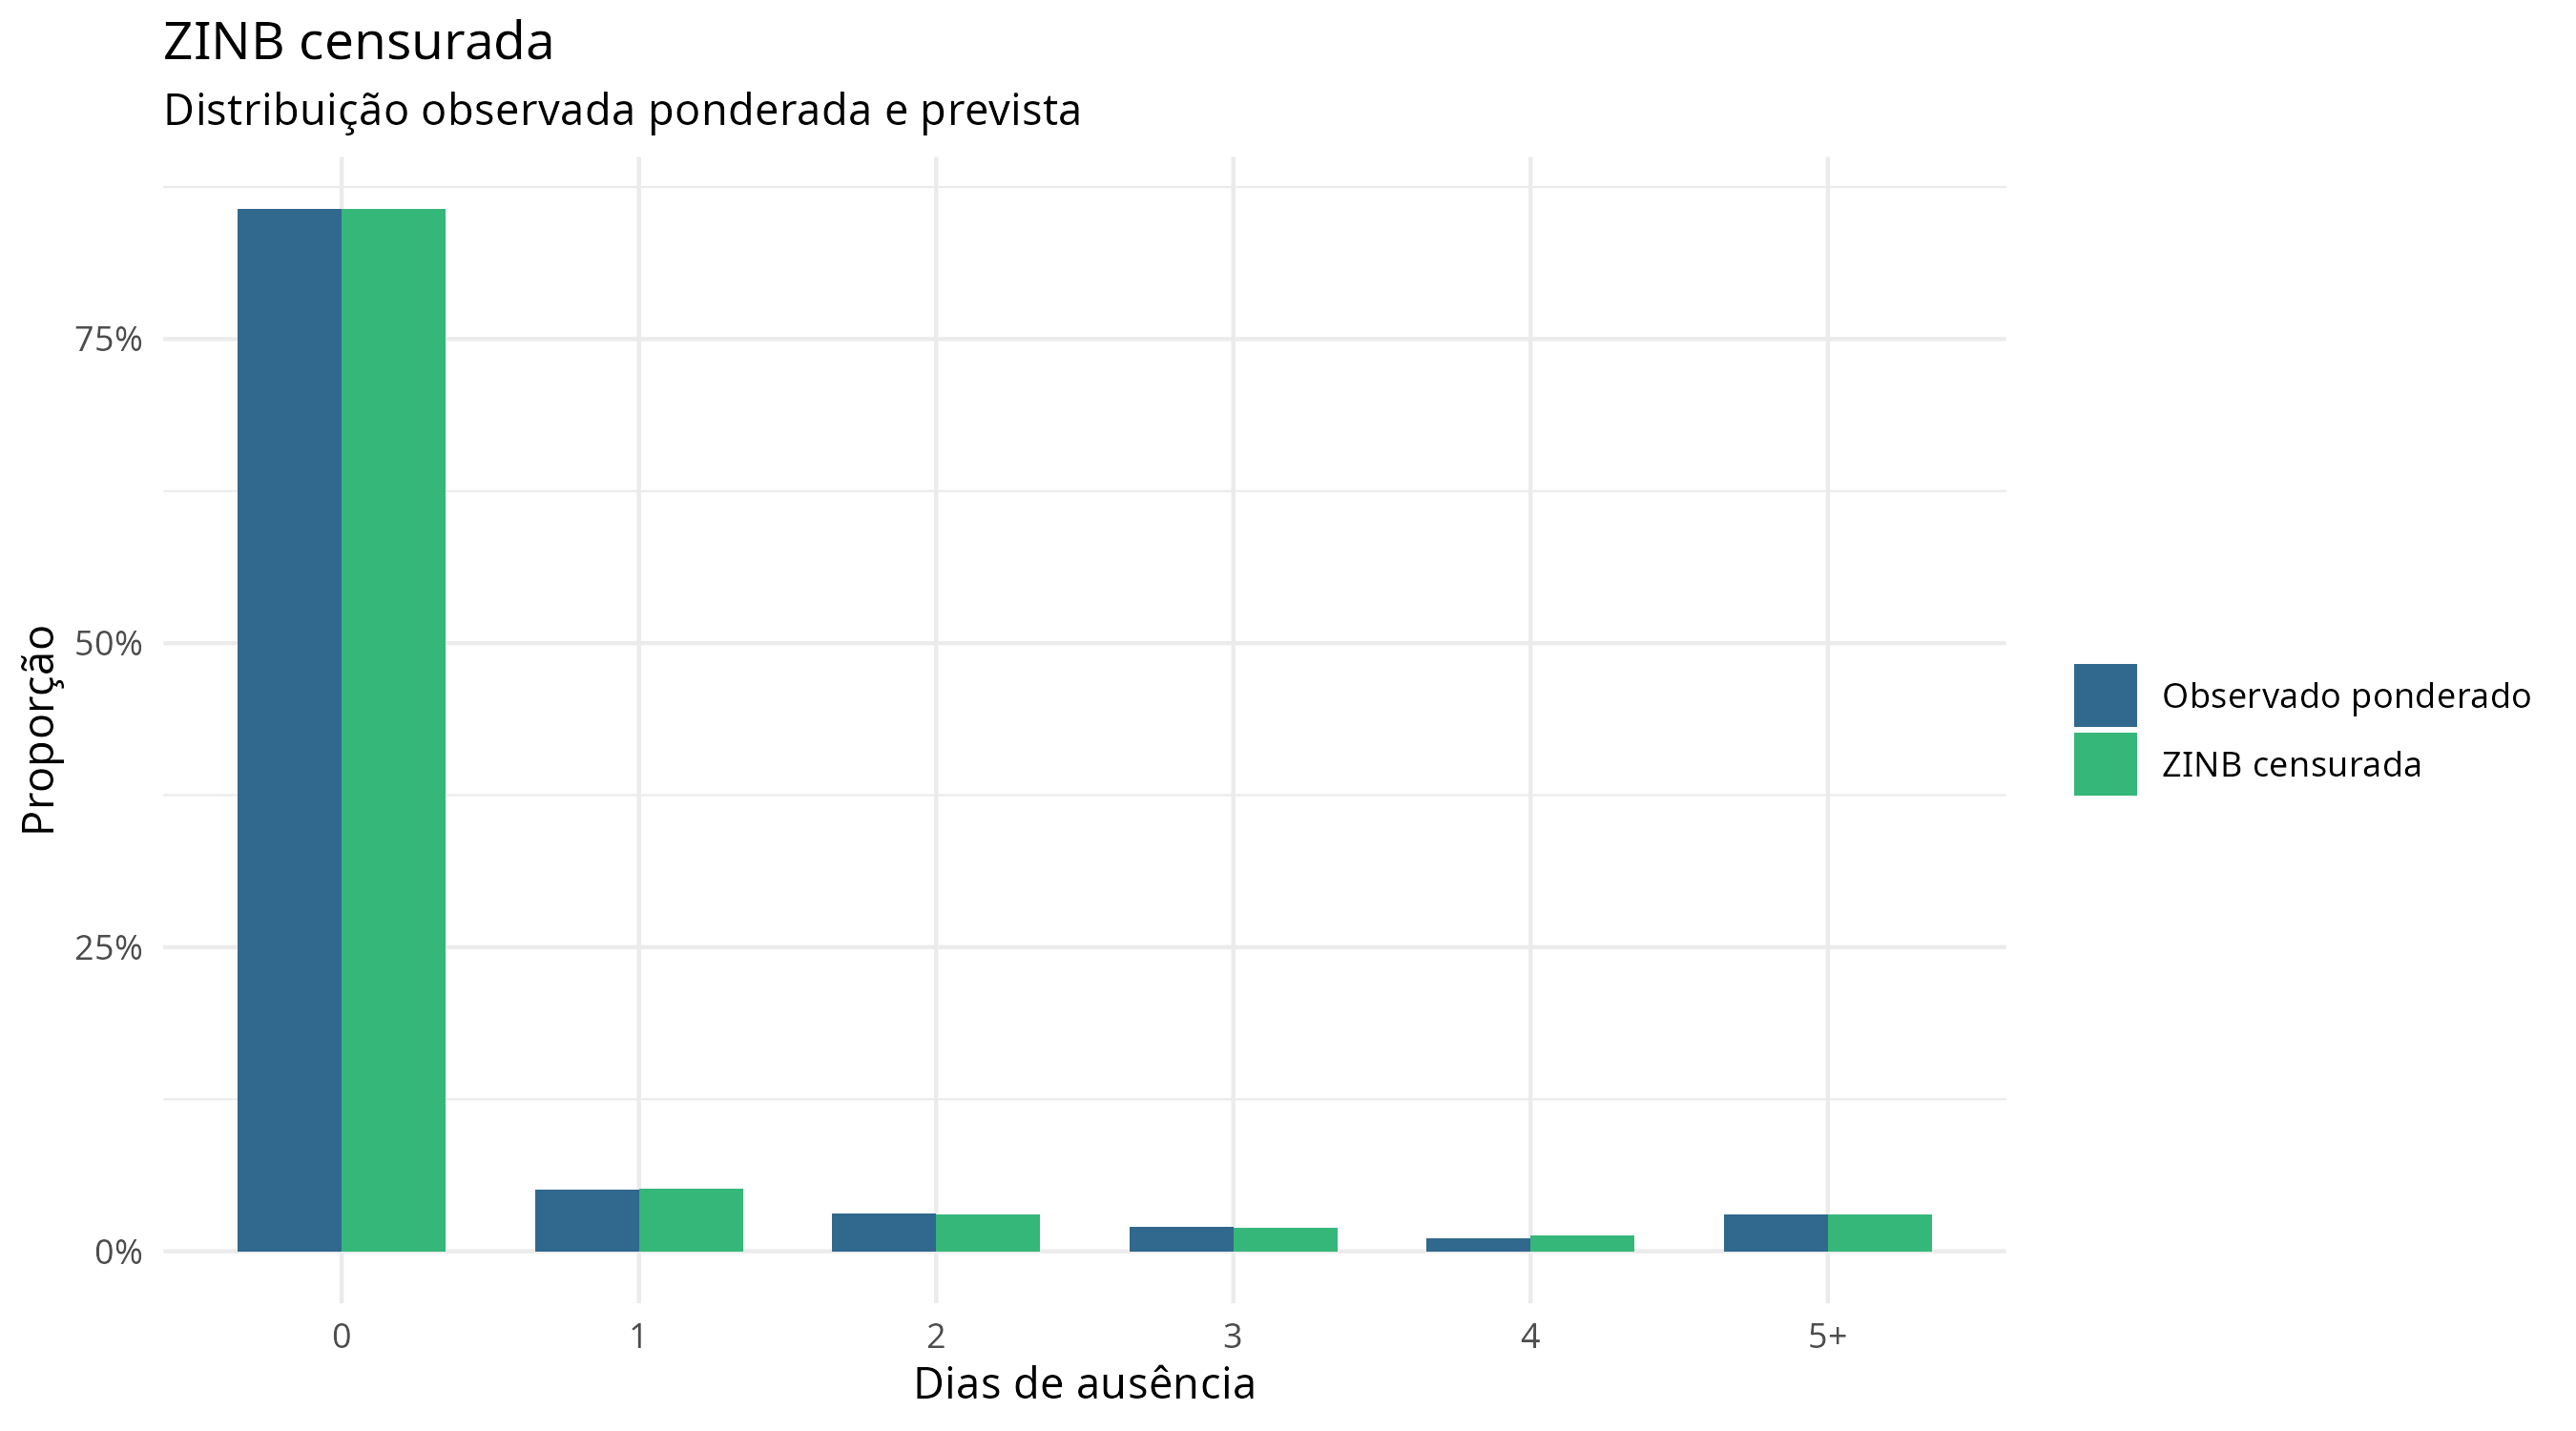 ZINB censurada
Distribuição observada ponderada e prevista
Proporção
75%
50%
25%
0%
0
1
2
3
4
5+
Dias de ausência
Observado ponderado
ZINB censurada